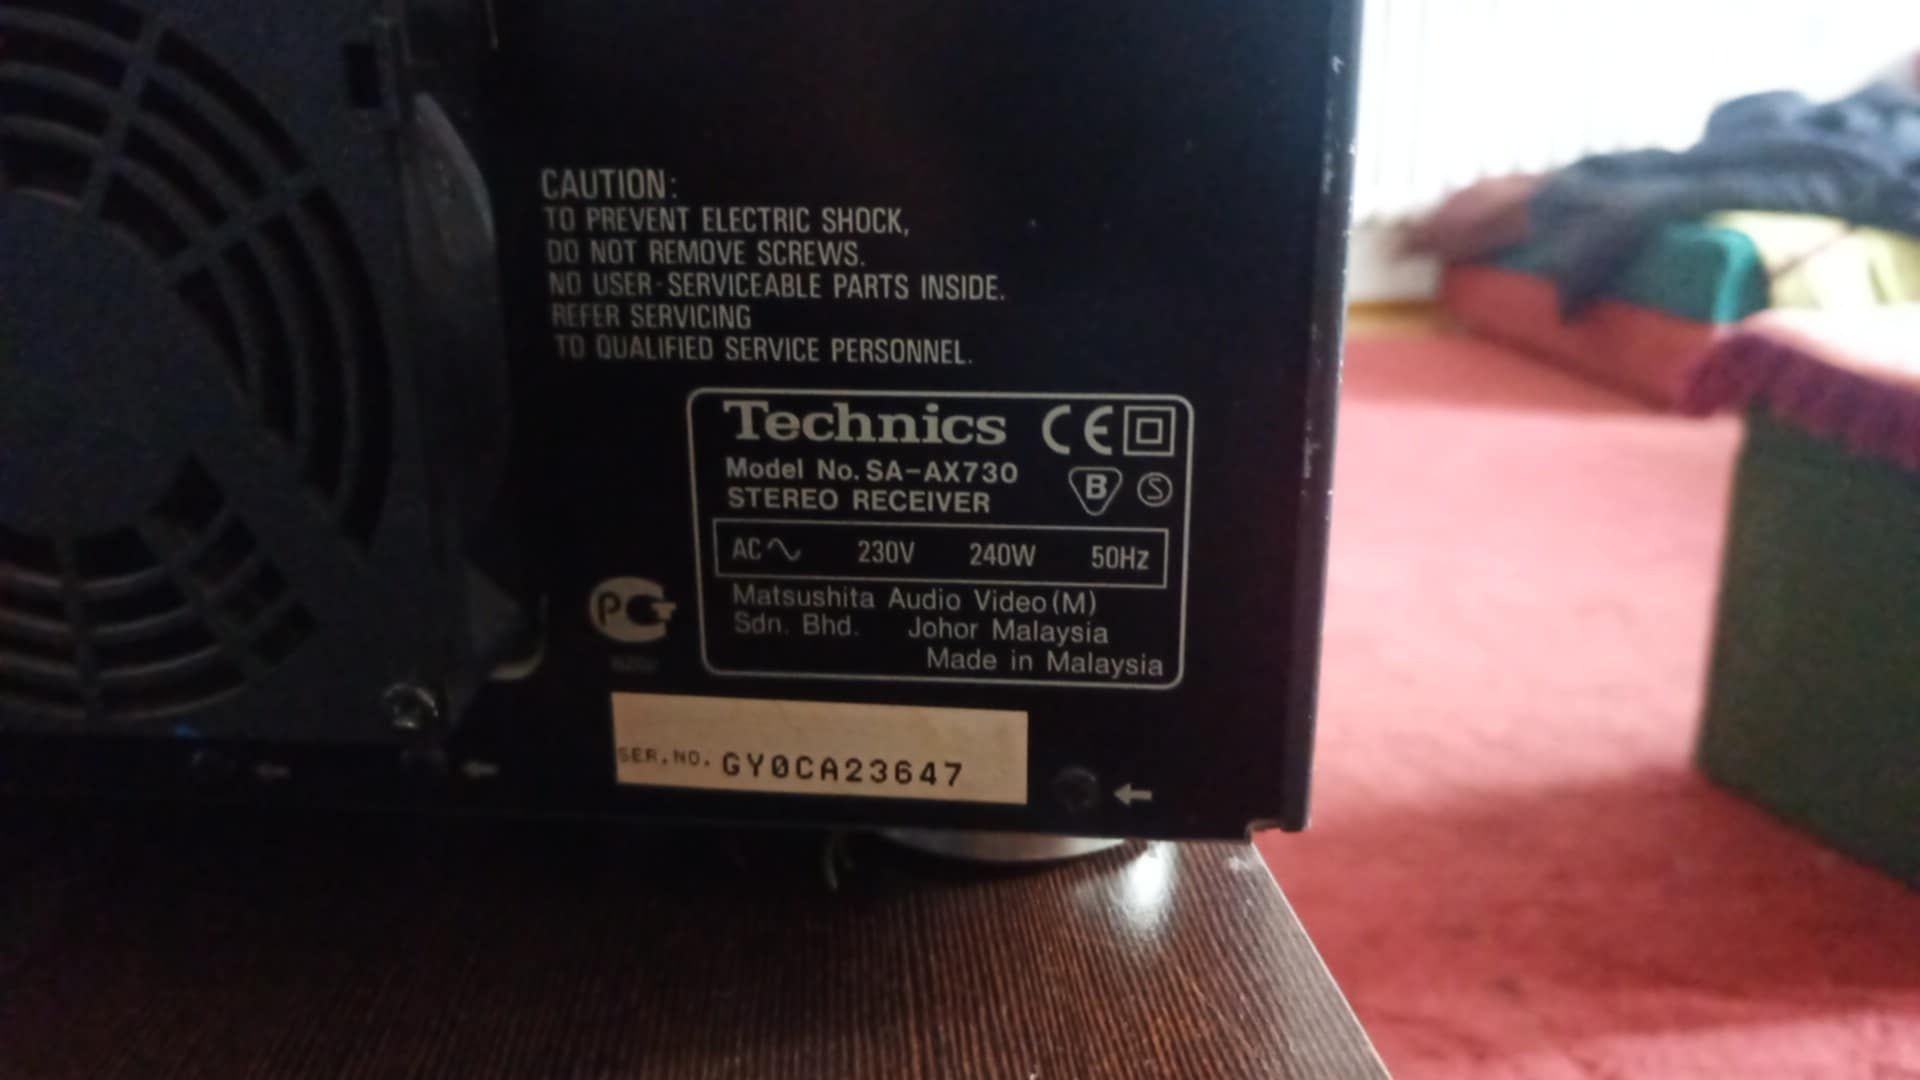 CAUTION:
TO PREVENT ELECTRIC SHOCK,
DO NOT REMOVE SCREWS.
NO USER-SERVICEABLE PARTS INSIDE.
REFER SERVICING
TO QUALIFIED SERVICE PERSONNEL.
Technics CE
Model No. SA-AX730 B S
STEREO RECEIVER
AC 230V 240W 50Hz
Matsushita Audio Video (M)
Sdn. Bhd. Johor Malaysia
Made in Malaysia
PCT
SER.NO. GY0CA23647